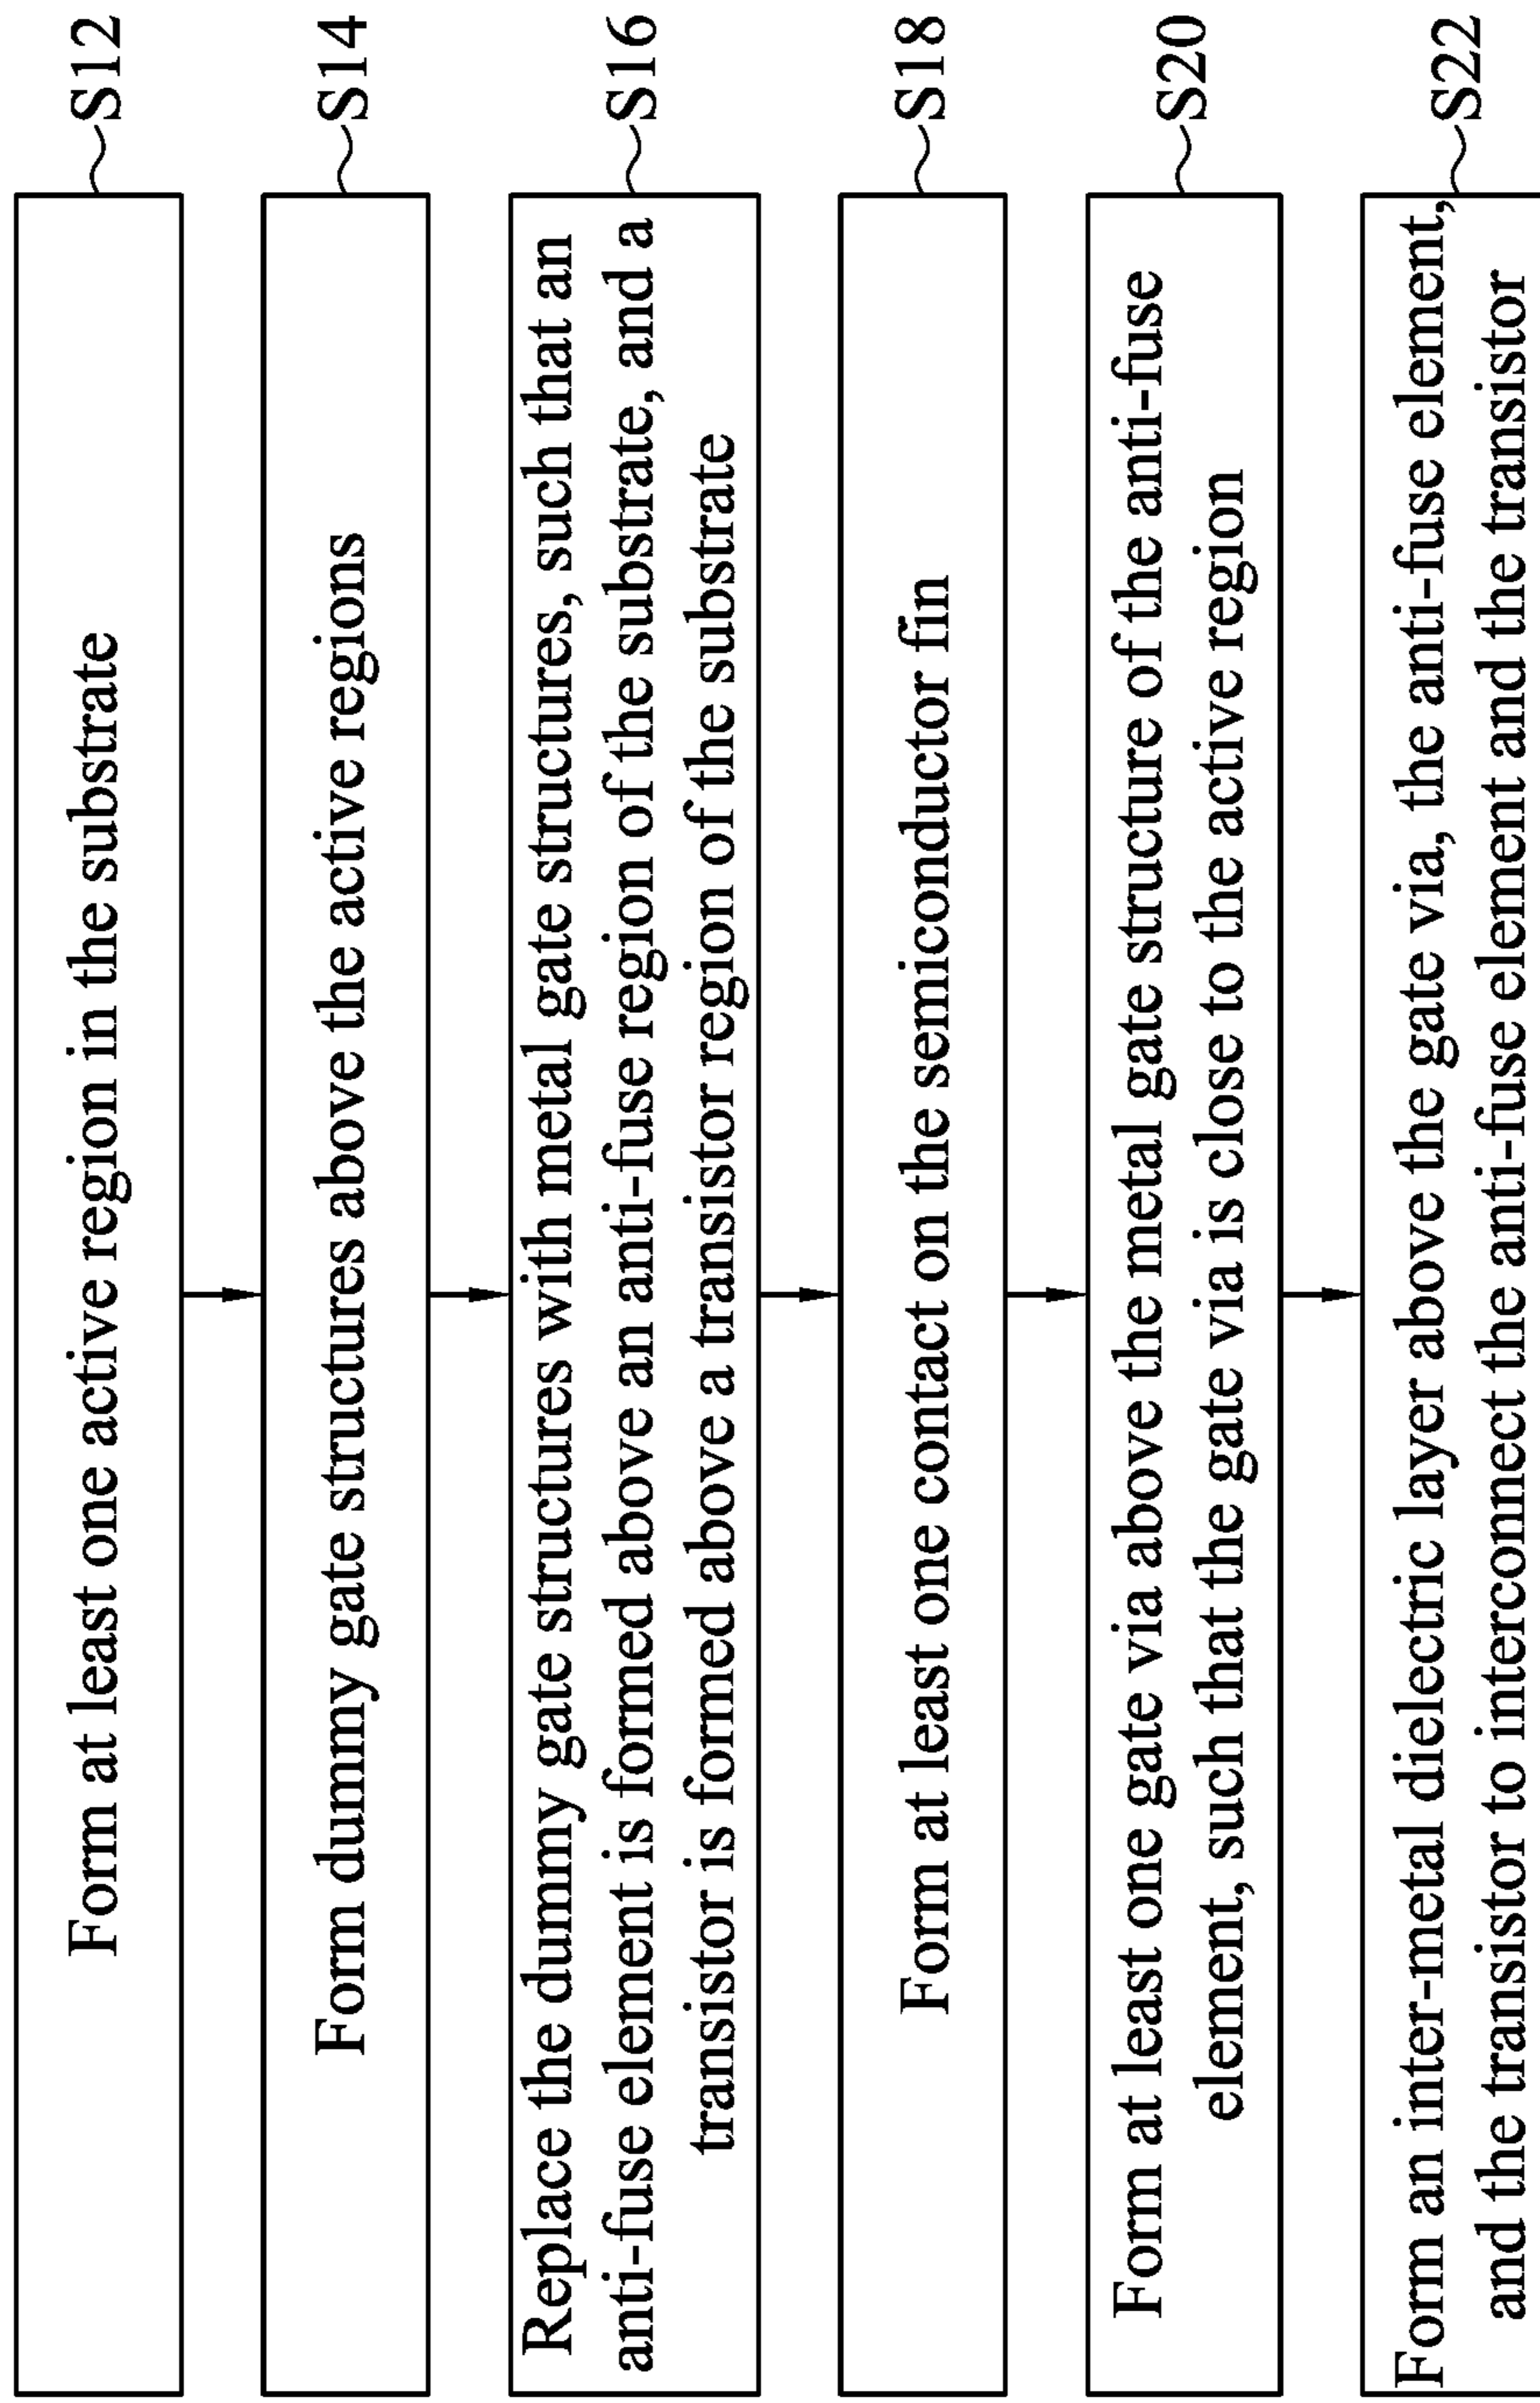 Form at least one active region in the substrate
S12
Form dummy gate structures above the active regions
S14
Replace the dummy gate structures with metal gate structures, such that an
anti-fuse element is formed above an anti-fuse region of the substrate, and a
transistor is formed above a transistor region of the substrate
S16
Form at least one contact on the semiconductor fin
S18
Form at least one gate via above the metal gate structure of the anti-fuse
element, such that the gate via is close to the active region
S20
Form an inter-metal dielectric layer above the gate via, the anti-fuse element,
and the transistor to interconnect the anti-fuse element and the transistor
S22